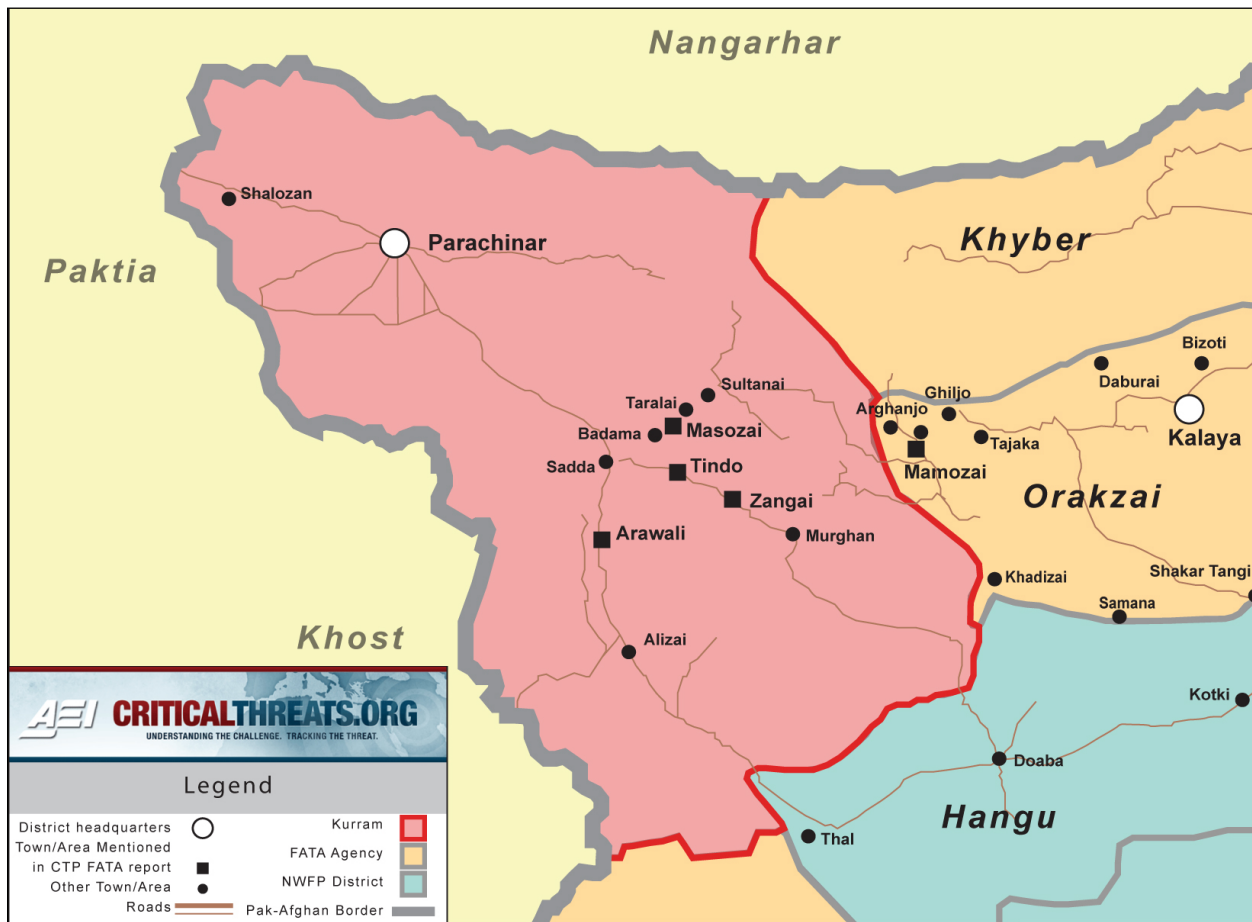 Nangarhar
Shalozan
Parachinar
Khyber
Paktia
Bizoti
Daburai
Sultanai
Ghiljo
Taralai
Arghanjo
Kalaya
Badama
Masozai
Tajaka
Sadda
Tindo
Mamozai
Orakzai
Zangai
Arawali
Murghan
Khadizai
Shakar Tangi
Samana
Khost
Alizai
Kotki
Doaba
Hangu
Thal
AEI CRITICALTHREATS.ORG
UNDERSTANDING THE CHALLENGE. TRACKING THE THREAT.
Legend
District headquarters
Town/Area Mentioned
in CTP FATA report
Other Town/Area
Roads
Kurram
FATA Agency
NWFP District
Pak-Afghan Border